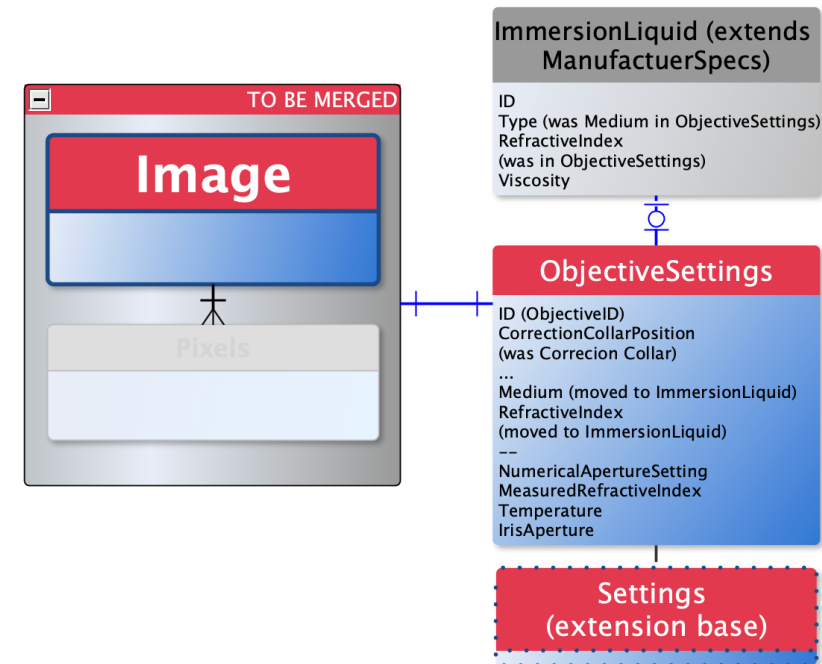 TO BE MERGED
Image
Pixels
ImmersionLiquid (extends
ManufactuerSpecs)
ID
Type (was Medium in ObjectiveSettings)
RefractiveIndex
(was in ObjectiveSettings)
Viscosity
ObjectiveSettings
ID (ObjectiveID)
CorrectionCollarPosition
(was Correcion Collar)
...
Medium (moved to ImmersionLiquid)
RefractiveIndex
(moved to ImmersionLiquid)
--
NumericalApertureSetting
MeasuredRefractiveIndex
Temperature
IrisAperture
Settings
(extension base)